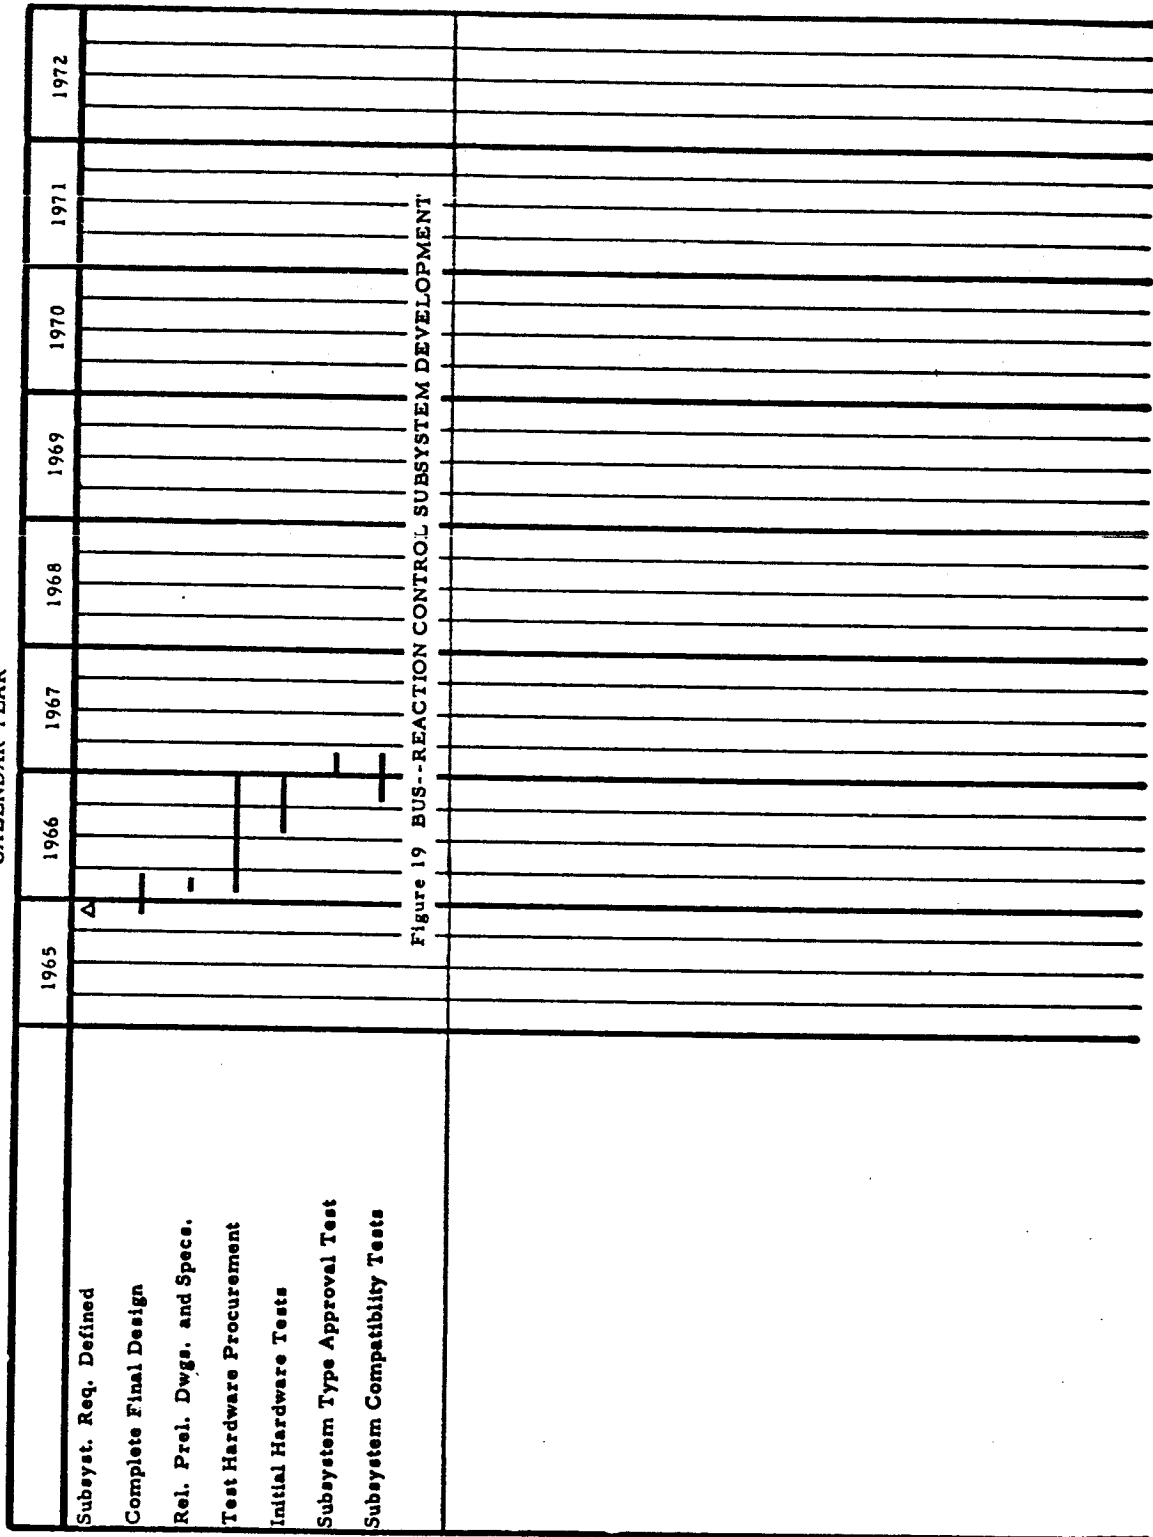 CALENDAR YEAR
1965
1966
1967
1968
1969
1970
1971
1972
Subsyst. Req. Defined
Complete Final Design
Rel. Prel. Dwgs. and Specs.
Test Hardware Procurement
Initial Hardware Tests
Subsystem Type Approval Test
Subsystem Compatiblity Tests
Figure 19 BUS--REACTION CONTROL SUBSYSTEM DEVELOPMENT